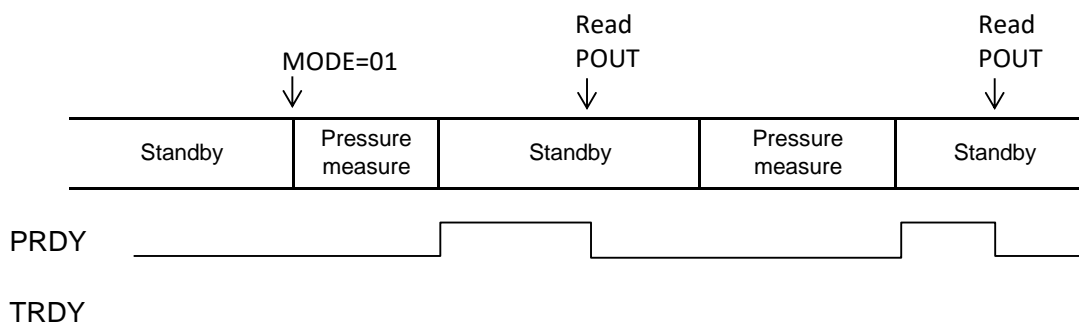 Read
POUT
Read
POUT
MODE=01
Standby
Pressure
measure
Standby
Pressure
measure
Standby
PRDY
TRDY